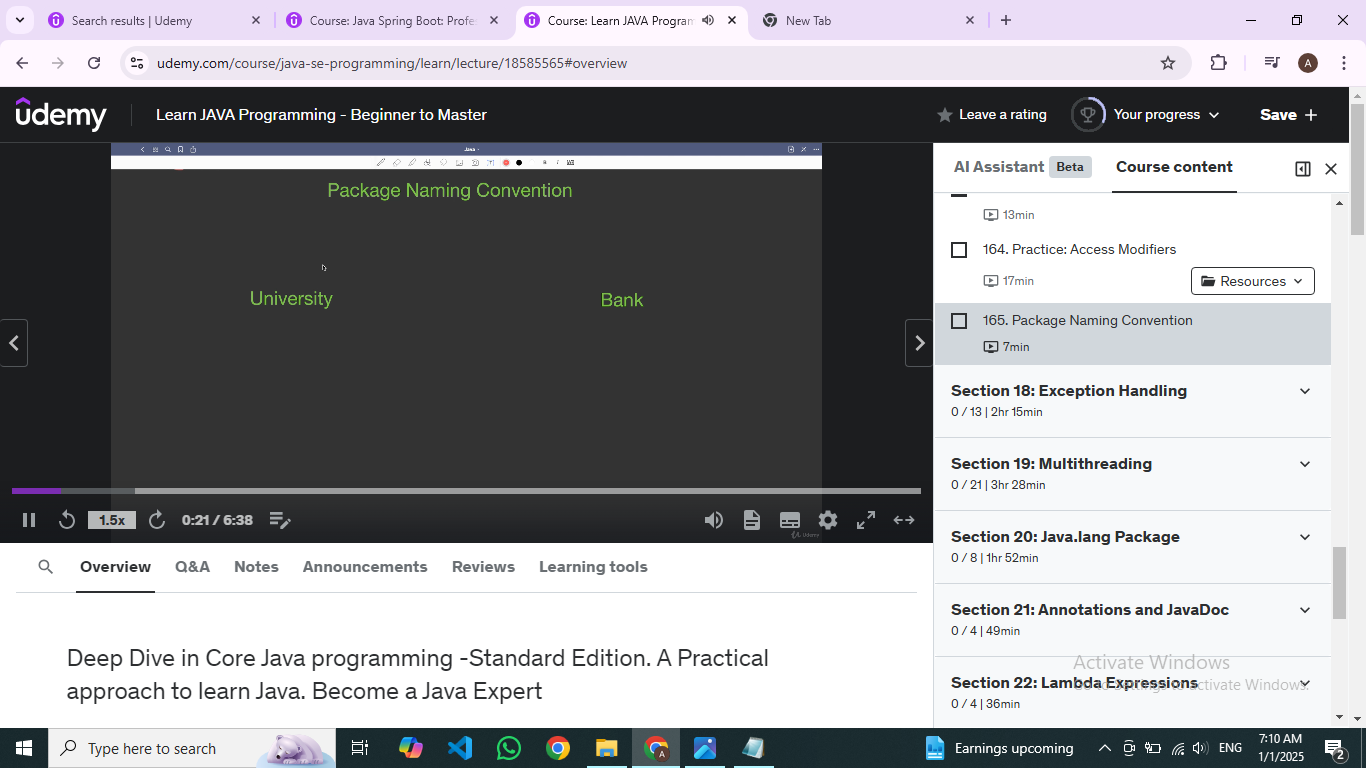 Search results | Udemy
Course: Java Spring Boot: Profe
Course: Learn JAVA Program
New Tab
udemy.com/course/java-se-programming/learn/lecture/18585565#overview
A
udemy
Learn JAVA Programming - Beginner to Master
Leave a rating
Your progress
Save
Java
Package Naming Convention
University
Bank
1.5x
0:21 / 6:38
Udemy
AI Assistant
Beta
Course content
13min
164. Practice: Access Modifiers
17min
Resources
165. Package Naming Convention
7min
Section 18: Exception Handling
0 / 13 | 2hr 15min
Section 19: Multithreading
0 / 21 | 3hr 28min
Section 20: Java.lang Package
0 / 8 | 1hr 52min
Section 21: Annotations and JavaDoc
0 / 4 | 49min
Section 22: Lambda Expressions
0 / 4 | 36min
Activate Windows
Go to Settings to activate Windows.
Overview
Q&A
Notes
Announcements
Reviews
Learning tools
Deep Dive in Core Java programming -Standard Edition. A Practical
approach to learn Java. Become a Java Expert
Type here to search
Earnings upcoming
ENG
7:10 AM
1/1/2025
2